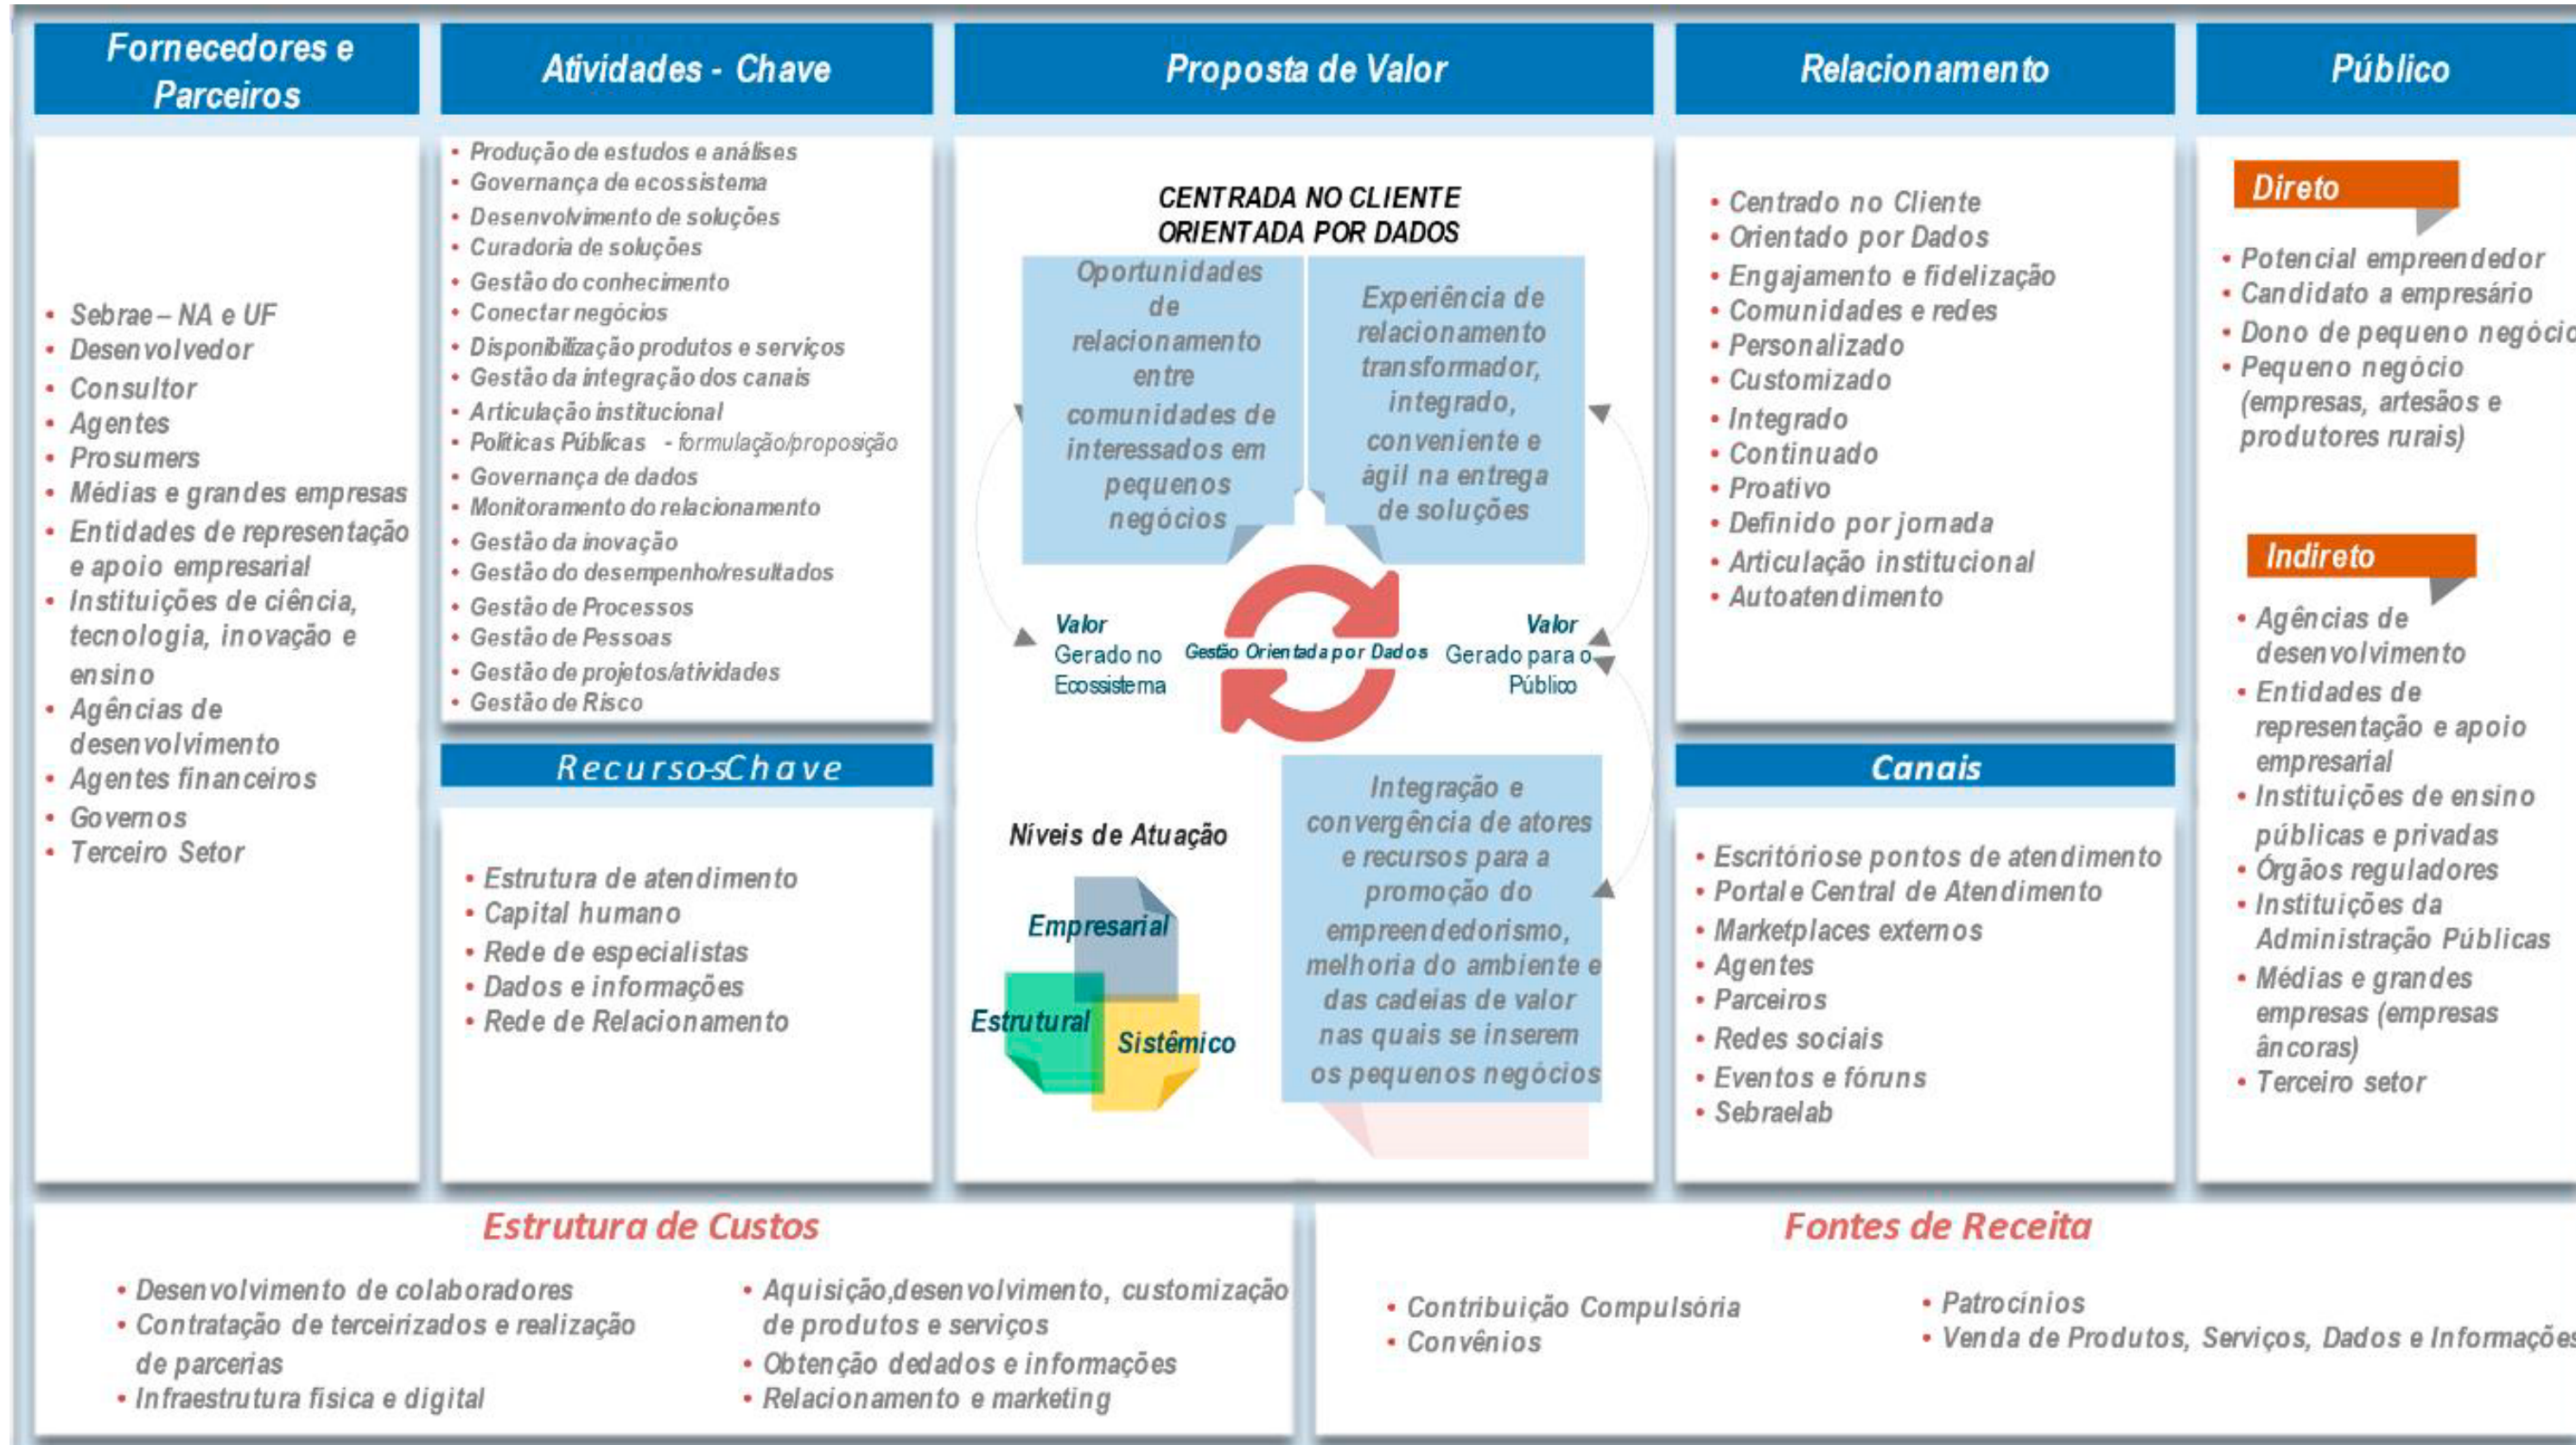 Fornecedores e
Parceiros
Sebrae – NA e UF
Desenvolvedor
Consultor
Agentes
Prosumers
Médias e grandes empresas
Entidades de representação
e apoio empresarial
Instituições de ciência,
tecnologia, inovação e
ensino
Agências de
desenvolvimento
Agentes financeiros
Governos
Terceiro Setor
Atividades - Chave
Produção de estudos e análises
Governança de ecossistema
Desenvolvimento de soluções
Curadoria de soluções
Gestão do conhecimento
Conectar negócios
Disponibilização produtos e serviços
Gestão da integração dos canais
Articulação institucional
Políticas Públicas - formulação/proposição
Governança de dados
Monitoramento do relacionamento
Gestão da inovação
Gestão do desempenho/resultados
Gestão de Processos
Gestão de Pessoas
Gestão de projetos/atividades
Gestão de Risco
Recursos-Chave
Estrutura de atendimento
Capital humano
Rede de especialistas
Dados e informações
Rede de Relacionamento
Proposta de Valor
CENTRADA NO CLIENTE
ORIENTADA POR DADOS
Oportunidades
de
relacionamento
entre
comunidades de
interessados em
pequenos
negócios
Experiência de
relacionamento
transformador,
integrado,
conveniente e
ágil na entrega
de soluções
Valor
Gerado no
Ecossistema
Gestão Orientada por Dados
Valor
Gerado para o
Público
Níveis de Atuação
Empresarial
Estrutural
Sistêmico
Integração e
convergência de atores
e recursos para a
promoção do
empreendedorismo,
melhoria do ambiente e
das cadeias de valor
nas quais se inserem
os pequenos negócios
Relacionamento
Centrado no Cliente
Orientado por Dados
Engajamento e fidelização
Comunidades e redes
Personalizado
Customizado
Integrado
Continuado
Proativo
Definido por jornada
Articulação institucional
Autoatendimento
Canais
Escritóriose pontos de atendimento
Portal e Central de Atendimento
Marketplaces externos
Agentes
Parceiros
Redes sociais
Eventos e fóruns
Sebraelab
Público
Direto
Potencial empreendedor
Candidato a empresário
Dono de pequeno negócio
Pequeno negócio
(empresas, artesãos e
produtores rurais)
Indireto
Agências de
desenvolvimento
Entidades de
representação e apoio
empresarial
Instituições de ensino
públicas e privadas
Órgãos reguladores
Instituições da
Administração Públicas
Médias e grandes
empresas (empresas
âncoras)
Terceiro setor
Estrutura de Custos
Desenvolvimento de colaboradores
Contratação de terceirizados e realização
de parcerias
Infraestrutura física e digital
Aquisição,desenvolvimento, customização
de produtos e serviços
Obtenção dedados e informações
Relacionamento e marketing
Fontes de Receita
Contribuição Compulsória
Convênios
Patrocínios
Venda de Produtos, Serviços, Dados e Informações